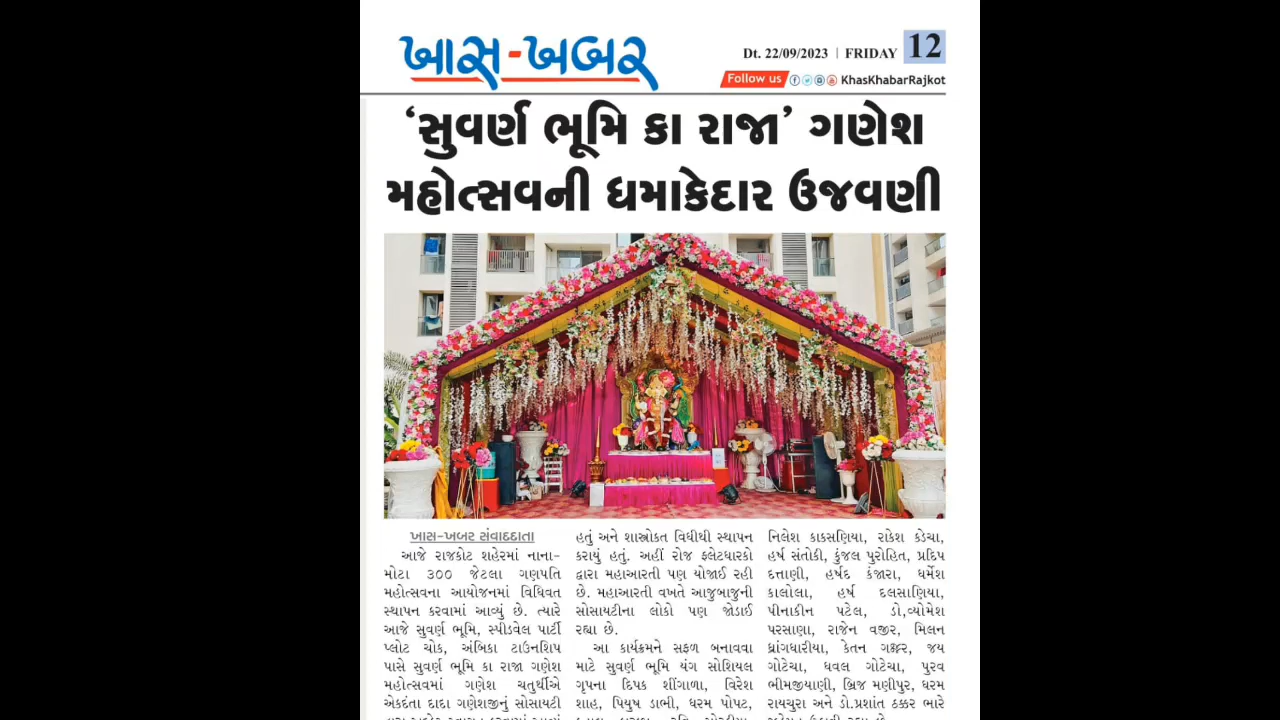 ખાસ-ખબર
Dt. 22/09/2023 | FRIDAY 12
Follow us KhasKhabarRajkot
‘સુવર્ણ ભૂમિ કા રાજા’ ગણેશ
મહોત્સવની ધમાકેદાર ઉજવણી
ખાસ-ખબર સંવાદદાતા
આજે રાજકોટ શહેરમાં નાના-
મોટા ૩૦૦ જેટલા ગણપતિ
મહોત્સવના આયોજનમાં વિધિવત
સ્થાપન કરવામાં આવ્યું છે. ત્યારે
આજે સુવર્ણ ભૂમિ, સ્પીડવેલ પાર્ટી
પ્લોટ ચોક, અંબિકા ટાઉનશિપ
પાસે સુવર્ણ ભૂમિ કા રાજા ગણેશ
મહોત્સવમાં ગણેશ ચતુર્થીએ
એકદંતા દાદા ગણેશજીનું સોસાયટી
હતું અને શાસ્ત્રોક્ત વિધીથી સ્થાપન
કરાયું હતું. અહીં રોજ ફ્લેટધારકો
દ્વારા મહાઆરતી પણ યોજાઈ રહી
છે. મહાઆરતી વખતે આજુબાજુની
સોસાયટીના લોકો પણ જોડાઈ
રહ્યા છે.
આ કાર્યક્રમને સફળ બનાવવા
માટે સુવર્ણ ભૂમિ યંગ સોશિયલ
ગૃપના દિપક શીંગાળા, વિરેશ
શાહ, પિયુષ ડાભી, ધરમ પોપટ,
નિલેશ કાકસણિયા, રાકેશ કડેચા,
હર્ષ સંતોકી, કુંજલ પુરોહિત, પ્રદિપ
દત્તાણી, હર્ષદ કંજારા, ધર્મેશ
કાલોલા, હર્ષ દલસાણિયા,
પીનાકીન પટેલ, ડો,વ્યોમેશ
પરસાણા, રાજેન વજીર, મિલન
ધ્રાંગધારીયા, કેતન ગજ્જર, જય
ગોટેચા, ધવલ ગોટેચા, પુરવ
ભીમજીયાણી, બ્રિજ મણીપુર, ધરમ
રાયચુરા અને ડો.પ્રશાંત ઠક્કર ભારે